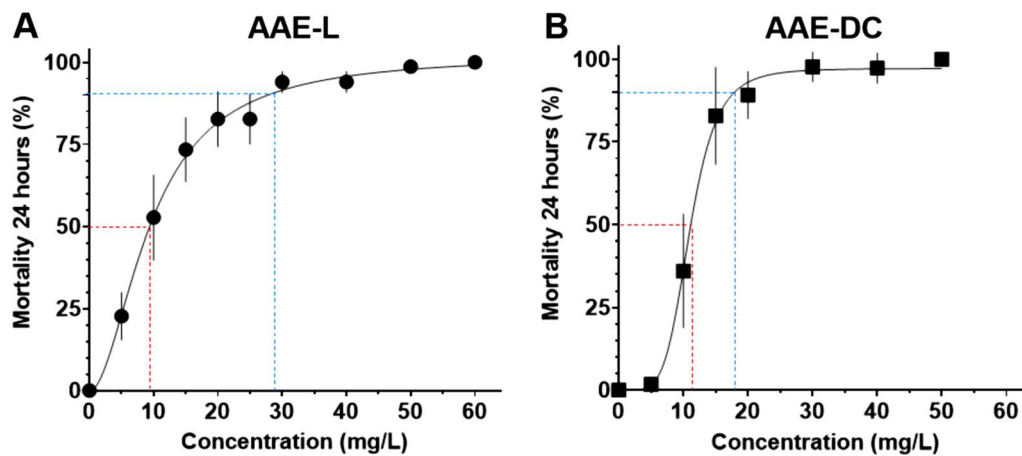 A
AAE-L
Mortality 24 hours (%)
100
75
50
25
0
0 10 20 30 40 50 60
Concentration (mg/L)
B
AAE-DC
Mortality 24 hours (%)
100
75
50
25
0
0 10 20 30 40 50 60
Concentration (mg/L)